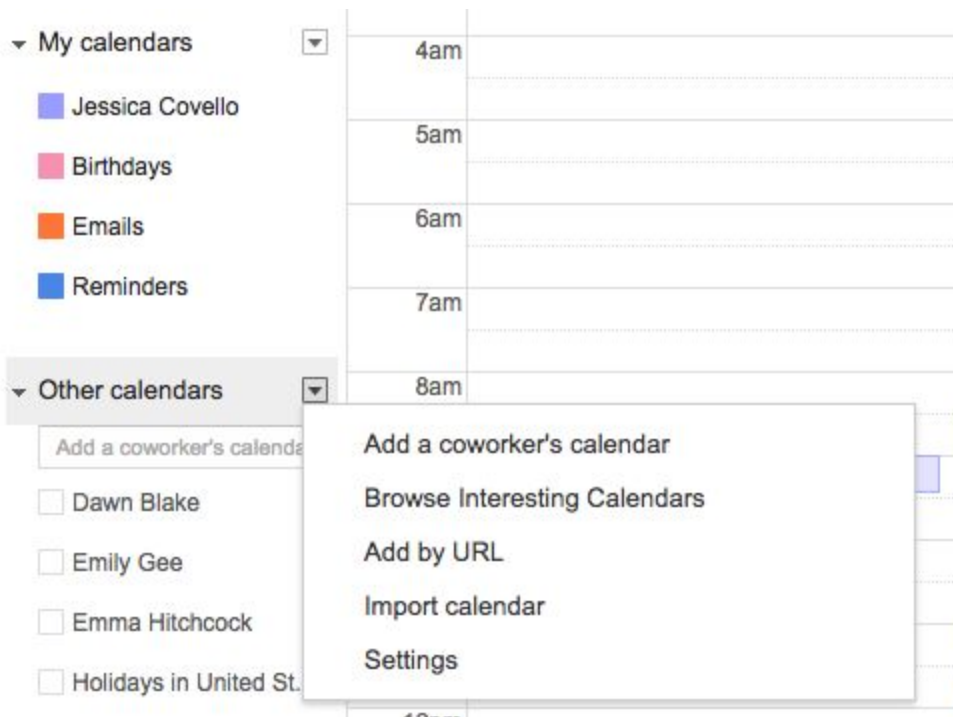 My calendars
Jessica Covello
Birthdays
Emails
Reminders
Other calendars
Add a coworker's
Dawn Blake
Emily Gee
Emma Hitchcock
Holidays in United St.
4am
5am
6am
7am
8am
Add a coworker's calendar
Browse Interesting Calendars
Add by URL
Import calendar
Settings